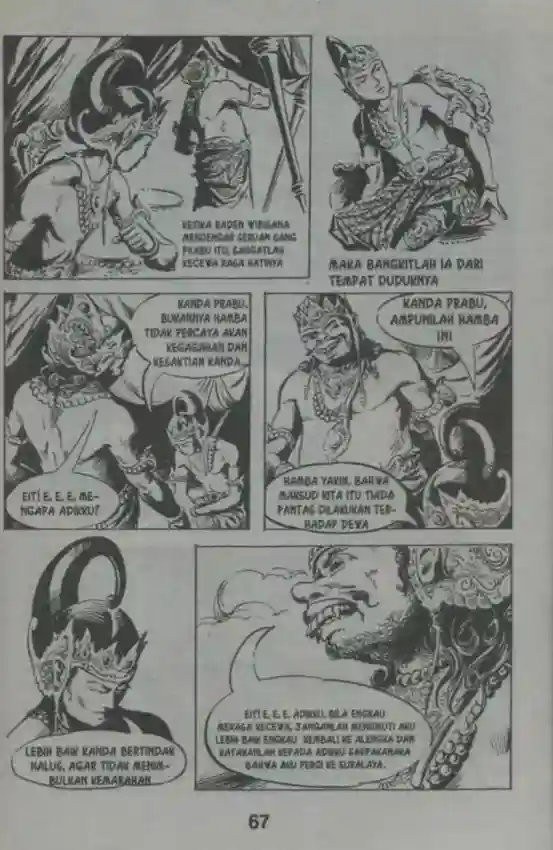 KETIKA RADEN WIBISANA
MENDENGAR SERUAN SANG
PRABU ITU, SANGATLAH
KECEWA RASA HATINYA
MAKA BANGKITLAH IA DARI
TEMPAT DUDUKNYA
KANDA PRABU,
BUKANNYA HAMBA
TIDAK PERCAYA AKAN
KEGAGAHAN DAN
KESAKTIAN KANDA...
EIT! E, E, E, ME-
NGAPA ADIKKU?
KANDA PRABU,
AMPUNILAH HAMBA
INI
HAMBA YAKIN, BAHWA
MAKSUD KITA ITU TIADA
PANTAS DILAKUKAN TER-
HADAP DEWA
LEBIH BAIK KANDA BERTINDAK
HALUS, AGAR TIDAK MENIM-
BULKAN KEMARAHAN
EIT! E, E, E, ADIKKU, BILA ENGKAU
MERASA KECEWA, JANGANLAH MENGIKUTI AKU
LEBIH BAIK ENGKAU KEMBALI KE ALENGKA DAN
KATAKANLAH KEPADA ADIKKU SARPAKANAKA
BAHWA AKU PERGI KE SURALAYA.
67